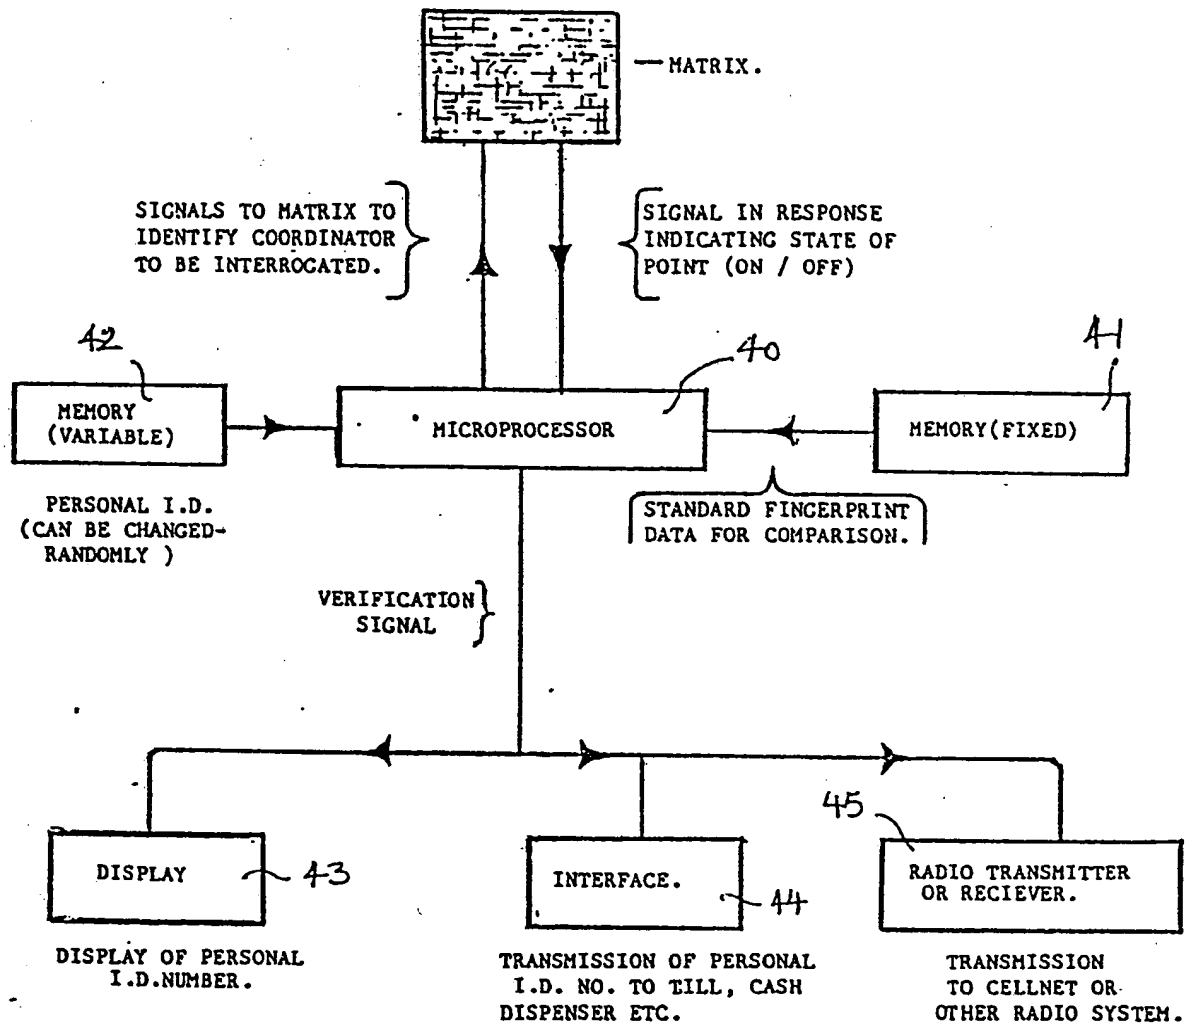 MATRIX.
SIGNALS TO MATRIX TO
IDENTIFY COORDINATOR
TO BE INTERROGATED.
SIGNAL IN RESPONSE
INDICATING STATE OF
POINT (ON / OFF)
42
40
41
MEMORY
(VARIABLE)
MICROPROCESSOR
MEMORY(FIXED)
PERSONAL I.D.
(CAN BE CHANGED-
RANDOMLY )
STANDARD FINGERPRINT
DATA FOR COMPARISON.
VERIFICATION
SIGNAL
45
DISPLAY
43
INTERFACE.
44
RADIO TRANSMITTER
OR RECIEVER.
DISPLAY OF PERSONAL
I.D.NUMBER.
TRANSMISSION OF PERSONAL
I.D. NO. TO TILL, CASH
DISPENSER ETC.
TRANSMISSION
TO CELLNET OR
OTHER RADIO SYSTEM.